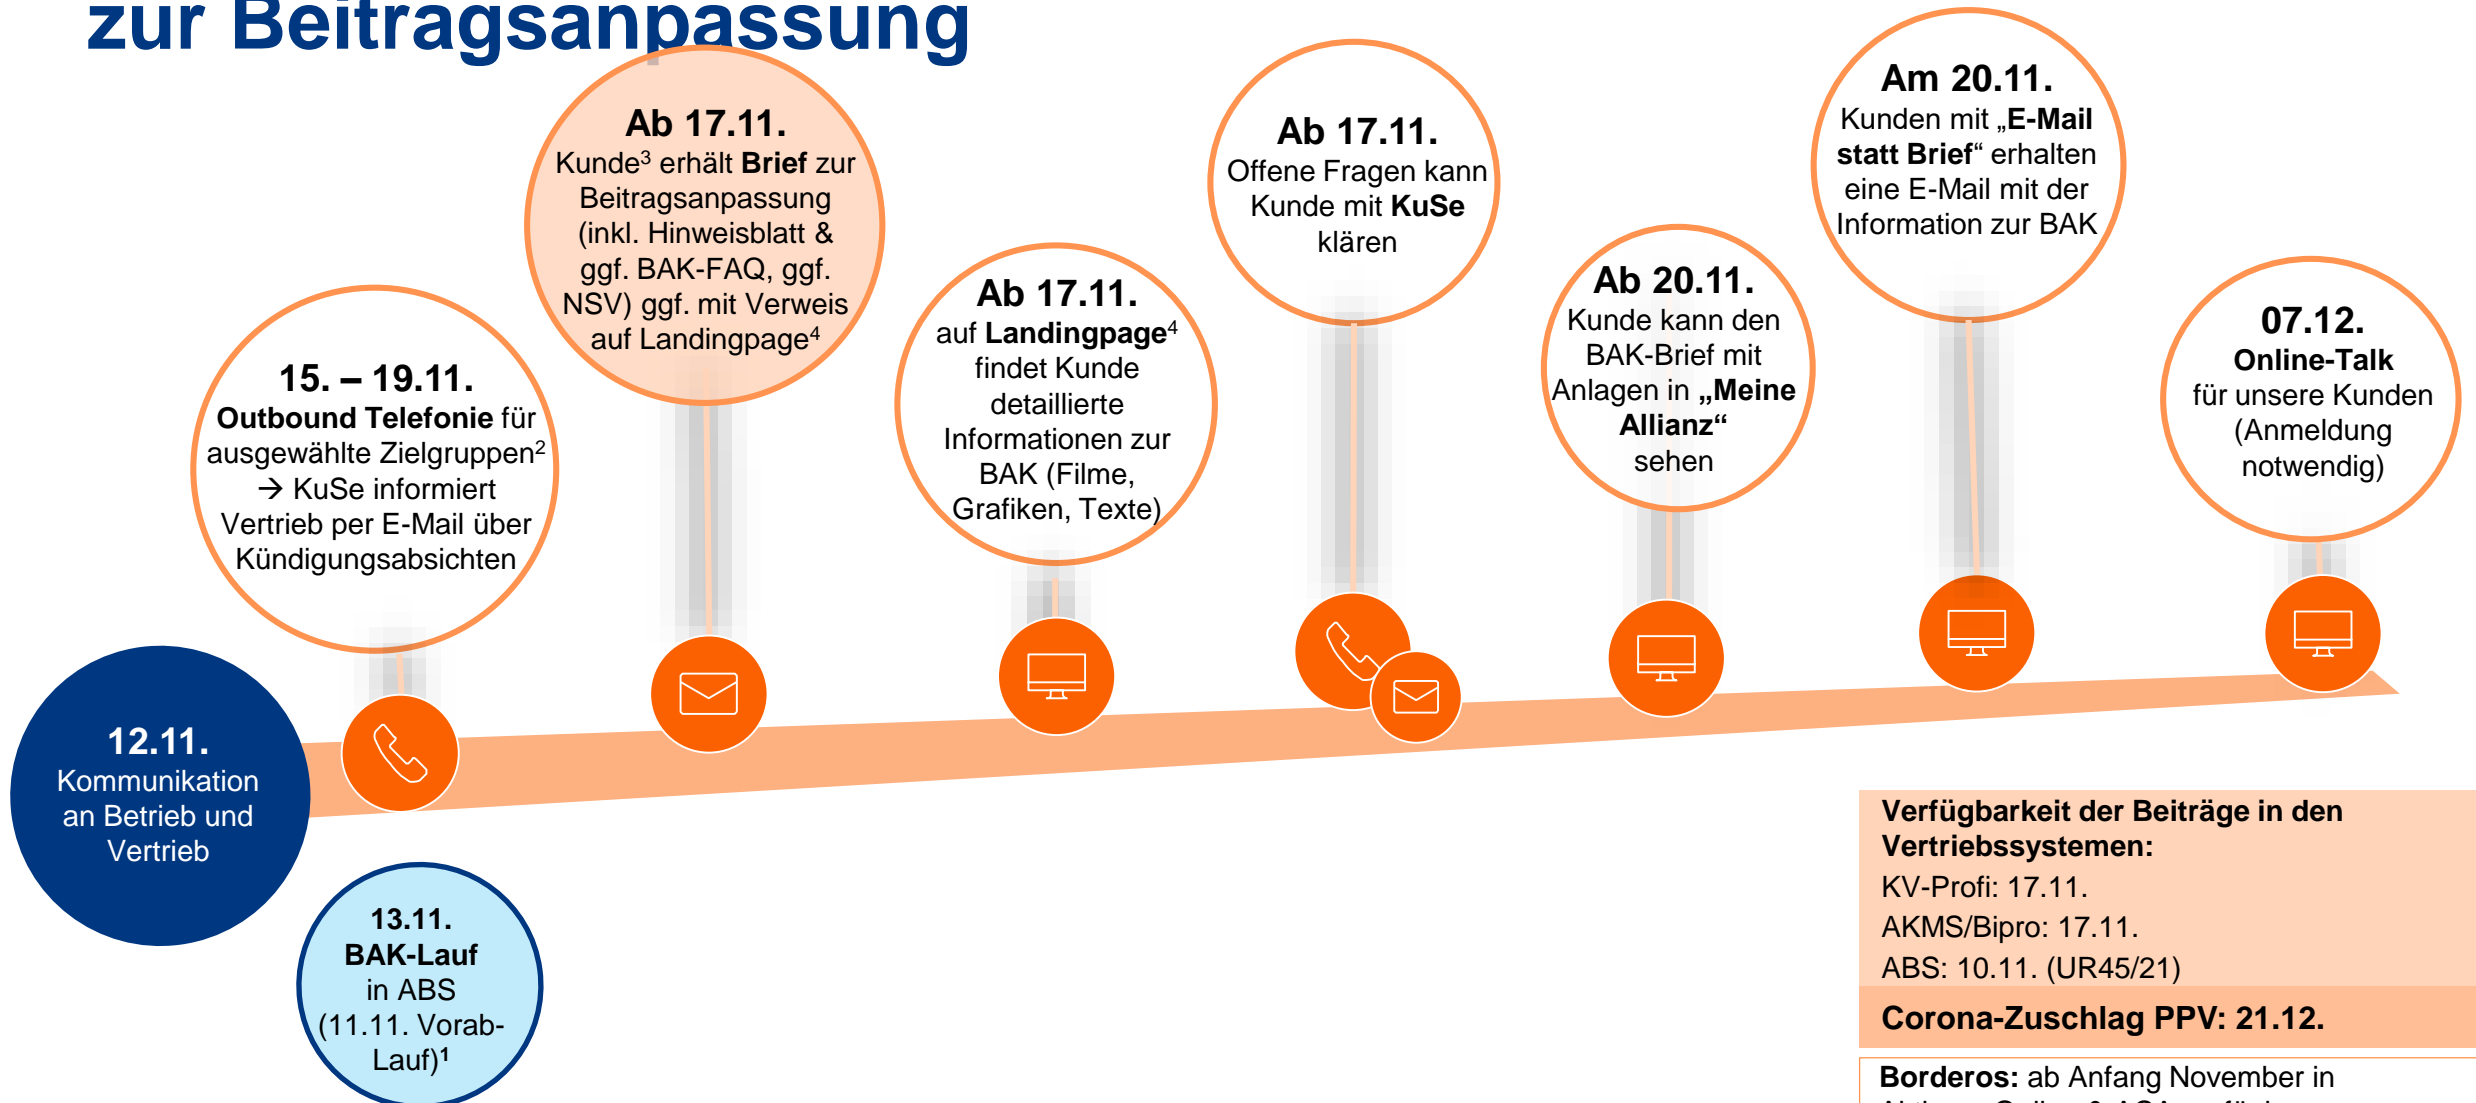 zur Beitragsanpassung
12.11.
Kommunikation
an Betrieb und
Vertrieb
13.11.
BAK-Lauf
in ABS
(11.11. Vorab-
Lauf)¹
15. – 19.11.
Outbound Telefonie für
ausgewählte Zielgruppen²
→ KuSe informiert
Vertrieb per E-Mail über
Kündigungsabsichten
Ab 17.11.
Kunde³ erhält Brief zur
Beitragsanpassung
(inkl. Hinweisblatt &
ggf. BAK-FAQ, ggf.
NSV) ggf. mit Verweis
auf Landingpage⁴
Ab 17.11.
auf Landingpage⁴
findet Kunde
detaillierte
Informationen zur
BAK (Filme,
Grafiken, Texte)
Ab 17.11.
Offene Fragen kann
Kunde mit KuSe
klären
Ab 20.11.
Kunde kann den
BAK-Brief mit
Anlagen in „Meine
Allianz“
sehen
Am 20.11.
Kunden mit „E-Mail
statt Brief“ erhalten
eine E-Mail mit der
Information zur BAK
07.12.
Online-Talk
für unsere Kunden
(Anmeldung
notwendig)
Verfügbarkeit der Beiträge in den
Vertriebssystemen:
KV-Profi: 17.11.
AKMS/Bipro: 17.11.
ABS: 10.11. (UR45/21)
Corona-Zuschlag PPV: 21.12.
Borderos: ab Anfang November in